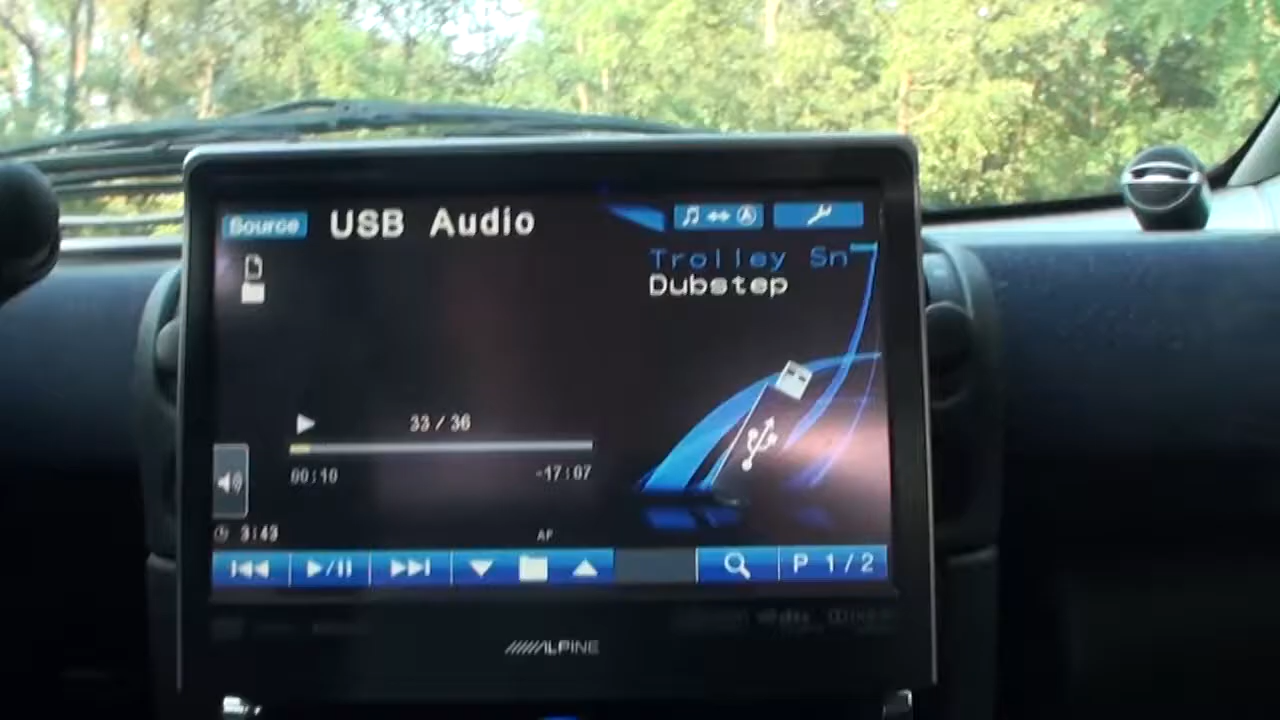 Source USB Audio
Trolley Sn
Dubstep
33 / 36
00:10 -17:07
3:43 AF
P 1/2
ALPINE